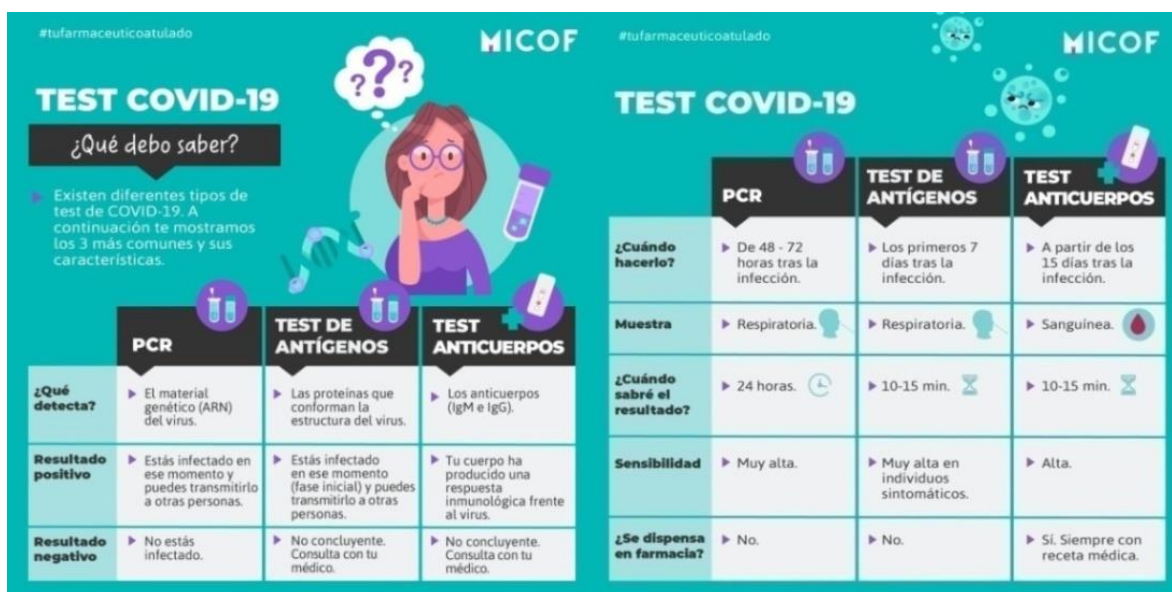 #tufarmaceuticoatulado
MICOF
TEST COVID-19
¿Qué debo saber?
Existen diferentes tipos de
test de COVID-19. A
continuación te mostramos
los 3 más comunes y sus
características.
???
PCR
TEST DE
ANTÍGENOS
TEST
ANTICUERPOS
¿Qué
detecta?
El material
genético (ARN)
del virus.
Las proteínas que
conforman la
estructura del virus.
Los anticuerpos
(IgM e IgG).
Resultado
positivo
Estás infectado en
ese momento y
puedes transmitirlo
a otras personas.
Estás infectado
en ese momento
(fase inicial) y puedes
transmitirlo a otras
personas.
Tu cuerpo ha
producido una
respuesta
inmunológica frente
al virus.
Resultado
negativo
No estás
infectado.
No concluyente.
Consulta con tu
médico.
No concluyente.
Consulta con tu
médico.
#tufarmaceuticoatulado
MICOF
TEST COVID-19
PCR
TEST DE
ANTÍGENOS
TEST
ANTICUERPOS
¿Cuándo
hacerlo?
De 48 - 72
horas tras la
infección.
Los primeros 7
días tras la
infección.
A partir de los
15 días tras la
infección.
Muestra
Respiratoria.
Respiratoria.
Sanguínea.
¿Cuándo
sabré el
resultado?
24 horas.
10-15 min.
10-15 min.
Sensibilidad
Muy alta.
Muy alta en
individuos
sintomáticos.
Alta.
¿Se dispensa
en farmacia?
No.
No.
Sí. Siempre con
receta médica.